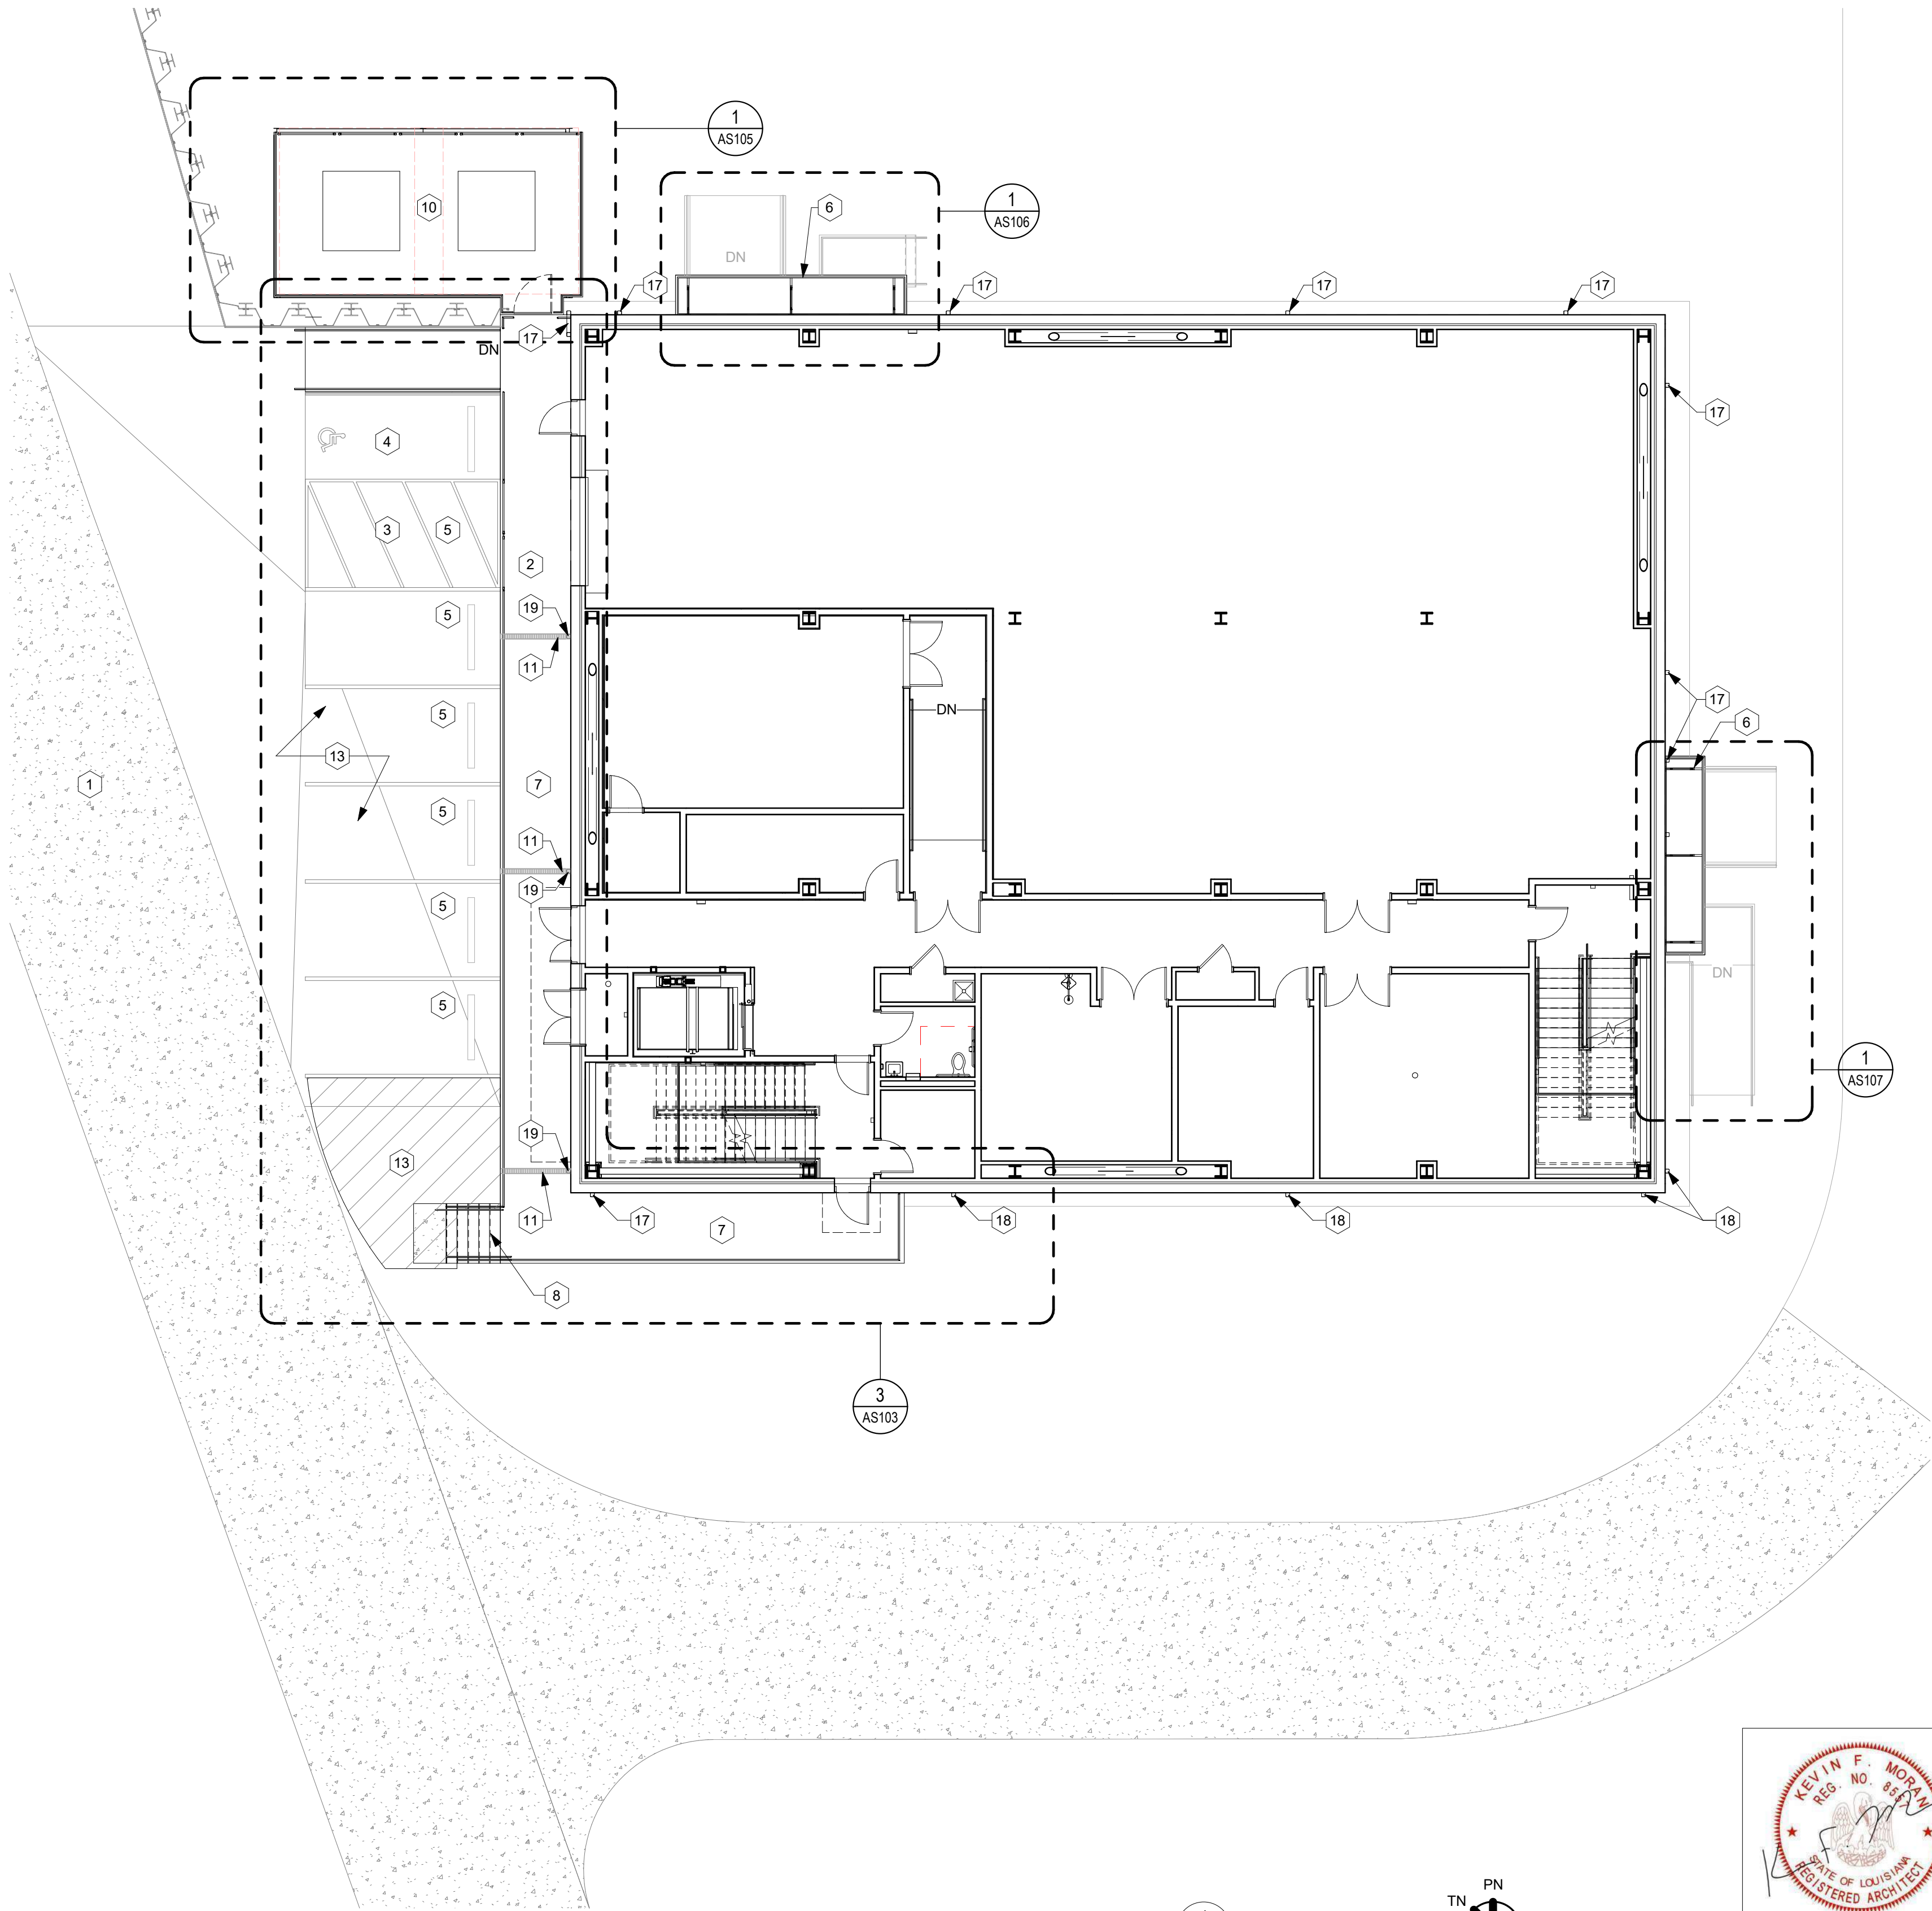 1
AS105
10
6
1
AS106
DN
17
17
17
17
DN
17
17
4
3
5
2
19
5
11
17
DN
5
6
13
1
7
5
11
19
5
DN
5
1
AS107
19
13
11
17
7
18
18
18
8
3
AS103
PN
TN
KEVIN F. MORAN
REG. NO.
STATE OF LOUISIANA
REGISTERED ARCHITECT